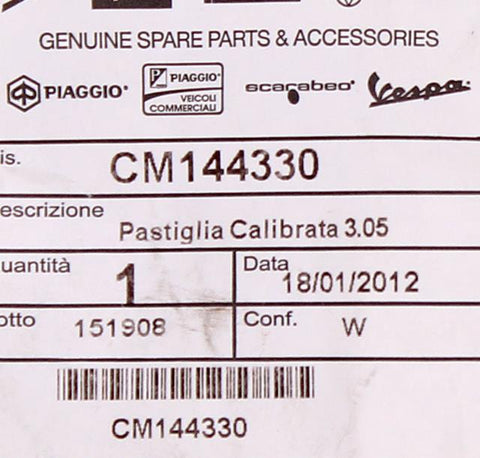 GENUINE SPARE PARTS & ACCESSORIES
PIAGGIO PIAGGIO VEICOLI COMMERCIALI scarabeo Vespa
is. CM144330
escrizione
Pastiglia Calibrata 3.05
uantità 1 Data 18/01/2012
otto 151908 Conf. W
CM144330